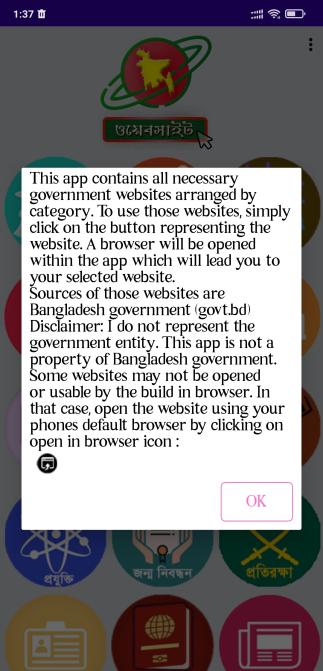 1:37
ওয়েবসাইট
This app contains all necessary
government websites arranged by
category. To use those websites, simply
click on the button representing the
website. A browser will be opened
within the app which will lead you to
your selected website.
Sources of those websites are
Bangladesh government (govt.bd)
Disclaimer: I do not represent the
government entity. This app is not a
property of Bangladesh government.
Some websites may not be opened
or usable by the build in browser. In
that case, open the website using your
phones default browser by clicking on
open in browser icon :
OK
প্রযুক্তি
জন্ম নিবন্ধন
প্রতিরক্ষা